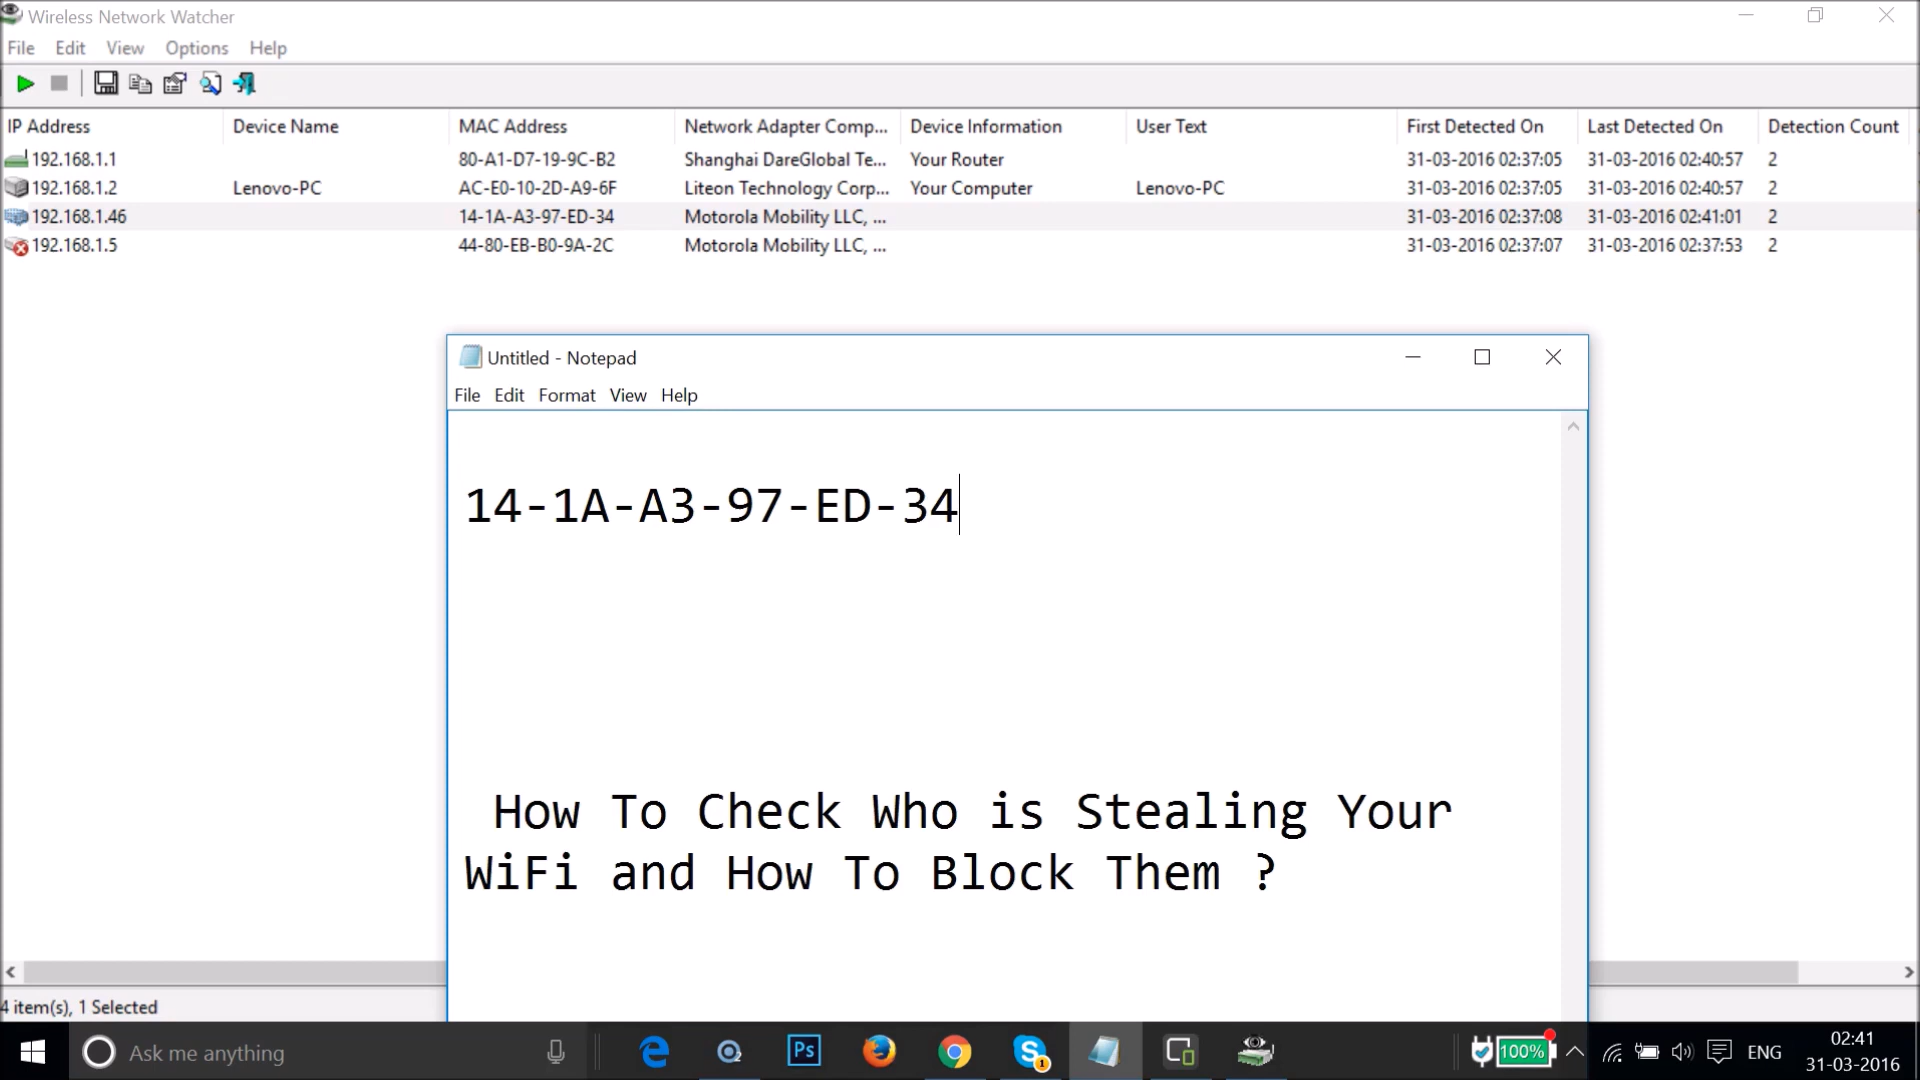 Wireless Network Watcher
File Edit View Options Help
IP Address Device Name MAC Address Network Adapter Comp... Device Information User Text First Detected On Last Detected On Detection Count
192.168.1.1 80-A1-D7-19-9C-B2 Shanghai DareGlobal Te... Your Router 31-03-2016 02:37:05 31-03-2016 02:40:57 2
192.168.1.2 Lenovo-PC AC-E0-10-2D-A9-6F Liteon Technology Corp... Your Computer Lenovo-PC 31-03-2016 02:37:05 31-03-2016 02:40:57 2
192.168.1.46 14-1A-A3-97-ED-34 Motorola Mobility LLC, ... 31-03-2016 02:37:08 31-03-2016 02:41:01 2
192.168.1.5 44-80-EB-B0-9A-2C Motorola Mobility LLC, ... 31-03-2016 02:37:07 31-03-2016 02:37:53 2
Untitled - Notepad
File Edit Format View Help
14-1A-A3-97-ED-34
How To Check Who is Stealing Your
WiFi and How To Block Them ?
4 item(s), 1 Selected
Ask me anything
Ps
1
100%
ENG
02:41
31-03-2016